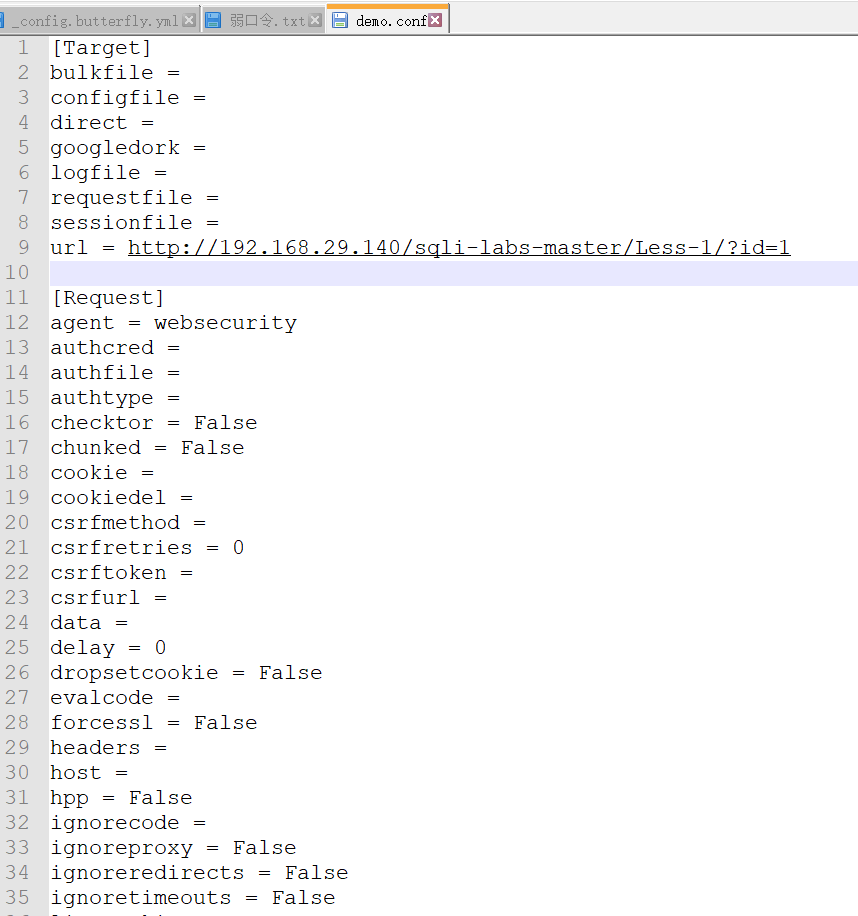 _config.butterfly.yml 弱口令.txt demo.conf
1 [Target]
2 bulkfile =
3 configfile =
4 direct =
5 googledork =
6 logfile =
7 requestfile =
8 sessionfile =
9 url = http://192.168.29.140/sqli-labs-master/Less-1/?id=1
10
11 [Request]
12 agent = websecurity
13 authcred =
14 authfile =
15 authtype =
16 checktor = False
17 chunked = False
18 cookie =
19 cookiedel =
20 csrfmethod =
21 csrfretries = 0
22 csrftoken =
23 csrfurl =
24 data =
25 delay = 0
26 dropsetcookie = False
27 evalcode =
28 forcessl = False
29 headers =
30 host =
31 hpp = False
32 ignorecode =
33 ignoreproxy = False
34 ignoreredirects = False
35 ignoretimeouts = False